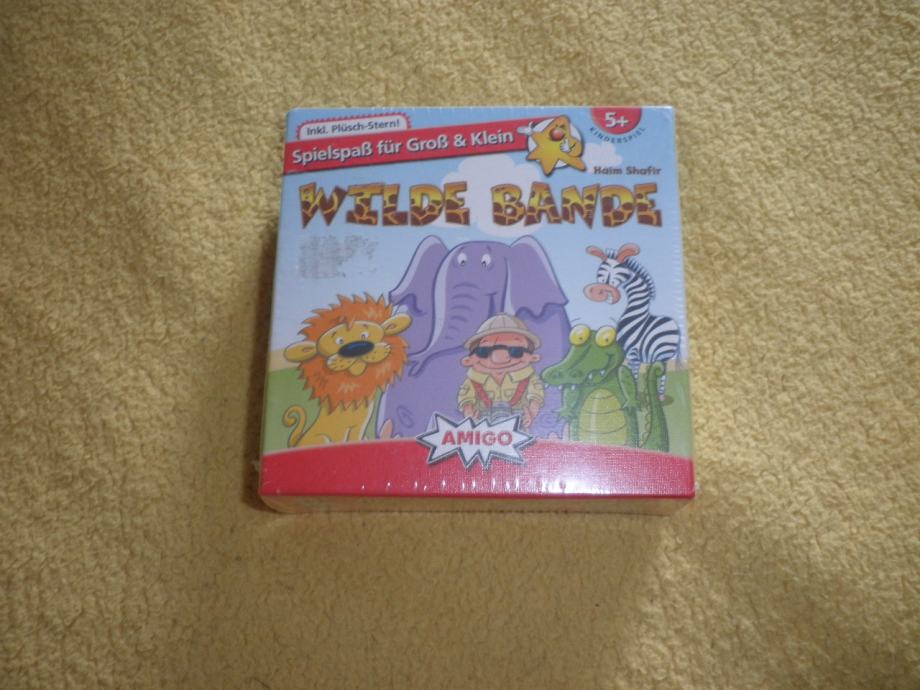 Inkl. Plüsch-Stern!
Spielspaß für Groß & Klein
5+
KINDERSPIEL
Haim Shafir
WILDE BANDE
AMIGO